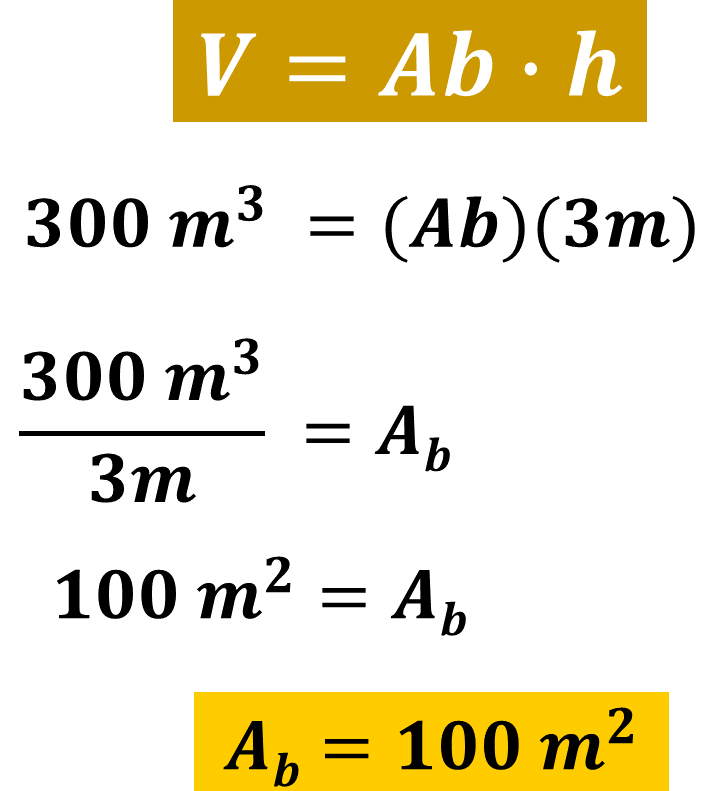 V = Ab · h
300 m³ = (Ab)(3m)
300 m³
3m
= A_b
100 m² = A_b
A_b = 100 m²